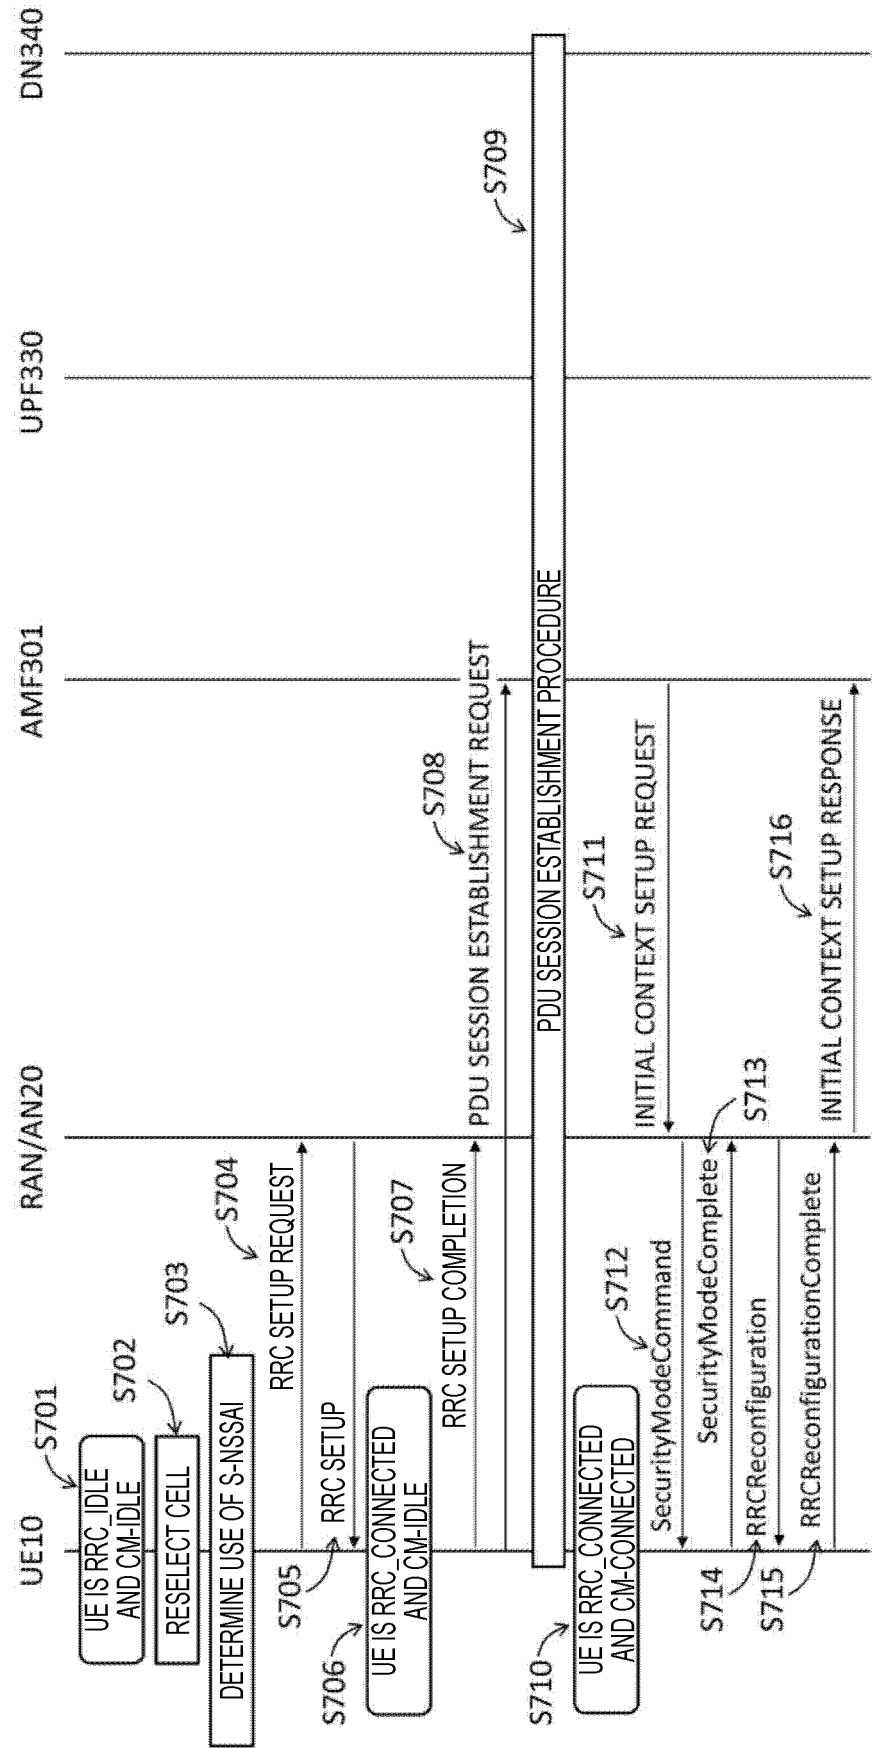 UE10
RAN/AN20
AMF301
UPF330
DN340
S701
UE IS RRC_IDLE
AND CM-IDLE
S702
RESELECT CELL
S703
DETERMINE USE OF S-NSSAI
S704
RRC SETUP REQUEST
S705
RRC SETUP
S706
UE IS RRC_CONNECTED
AND CM-IDLE
S707
RRC SETUP COMPLETION
S708
PDU SESSION ESTABLISHMENT REQUEST
S709
PDU SESSION ESTABLISHMENT PROCEDURE
S710
UE IS RRC_CONNECTED
AND CM-CONNECTED
S711
INITIAL CONTEXT SETUP REQUEST
S712
SecurityModeCommand
SecurityModeComplete
S713
S714
RRCReconfiguration
S715
RRCReconfigurationComplete
S716
INITIAL CONTEXT SETUP RESPONSE